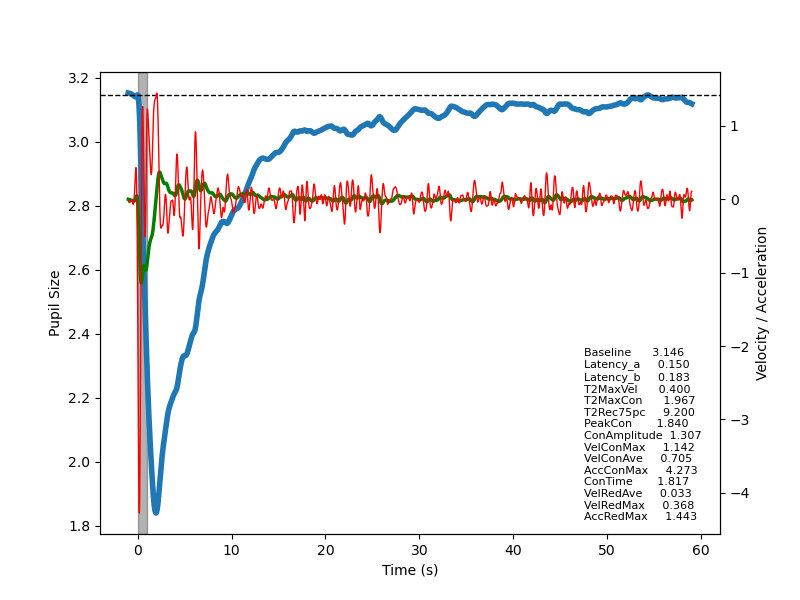 3.2
3.0
2.8
2.6
2.4
2.2
2.0
1.8
Pupil Size
0
10
20
30
40
50
60
Time (s)
1
0
−1
−2
−3
−4
Velocity / Acceleration
Baseline 3.146
Latency_a 0.150
Latency_b 0.183
T2MaxVel 0.400
T2MaxCon 1.967
T2Rec75pc 9.200
PeakCon 1.840
ConAmplitude 1.307
VelConMax 1.142
VelConAve 0.705
AccConMax 4.273
ConTime 1.817
VelRedAve 0.033
VelRedMax 0.368
AccRedMax 1.443